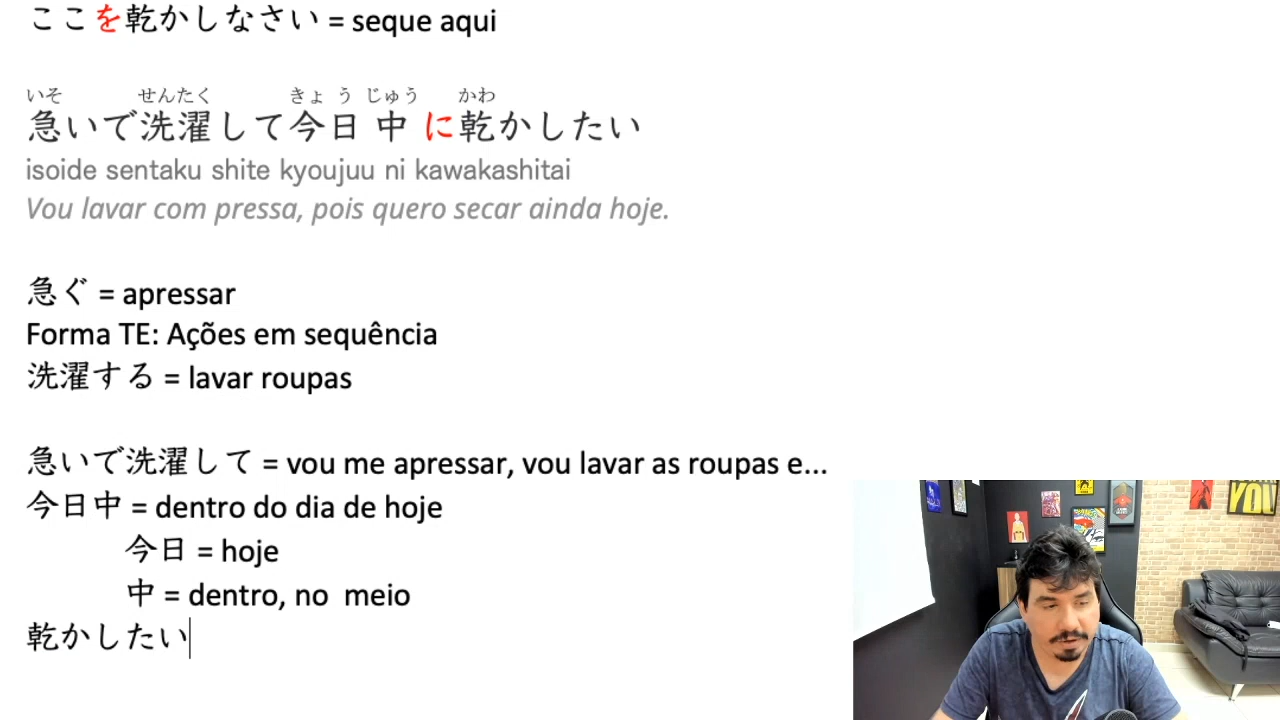 ここを乾かしなさい = seque aqui
いそ せんたく きょ う じゅう かわ
急いで洗濯して今日 中 に乾かしたい
isoide sentaku shite kyoujuu ni kawakashitai
Vou lavar com pressa, pois quero secar ainda hoje.
急ぐ = apressar
Forma TE: Ações em sequência
洗濯する = lavar roupas
急いで洗濯して = vou me apressar, vou lavar as roupas e...
今日中 = dentro do dia de hoje
今日 = hoje
中 = dentro, no meio
乾かしたい
YOU